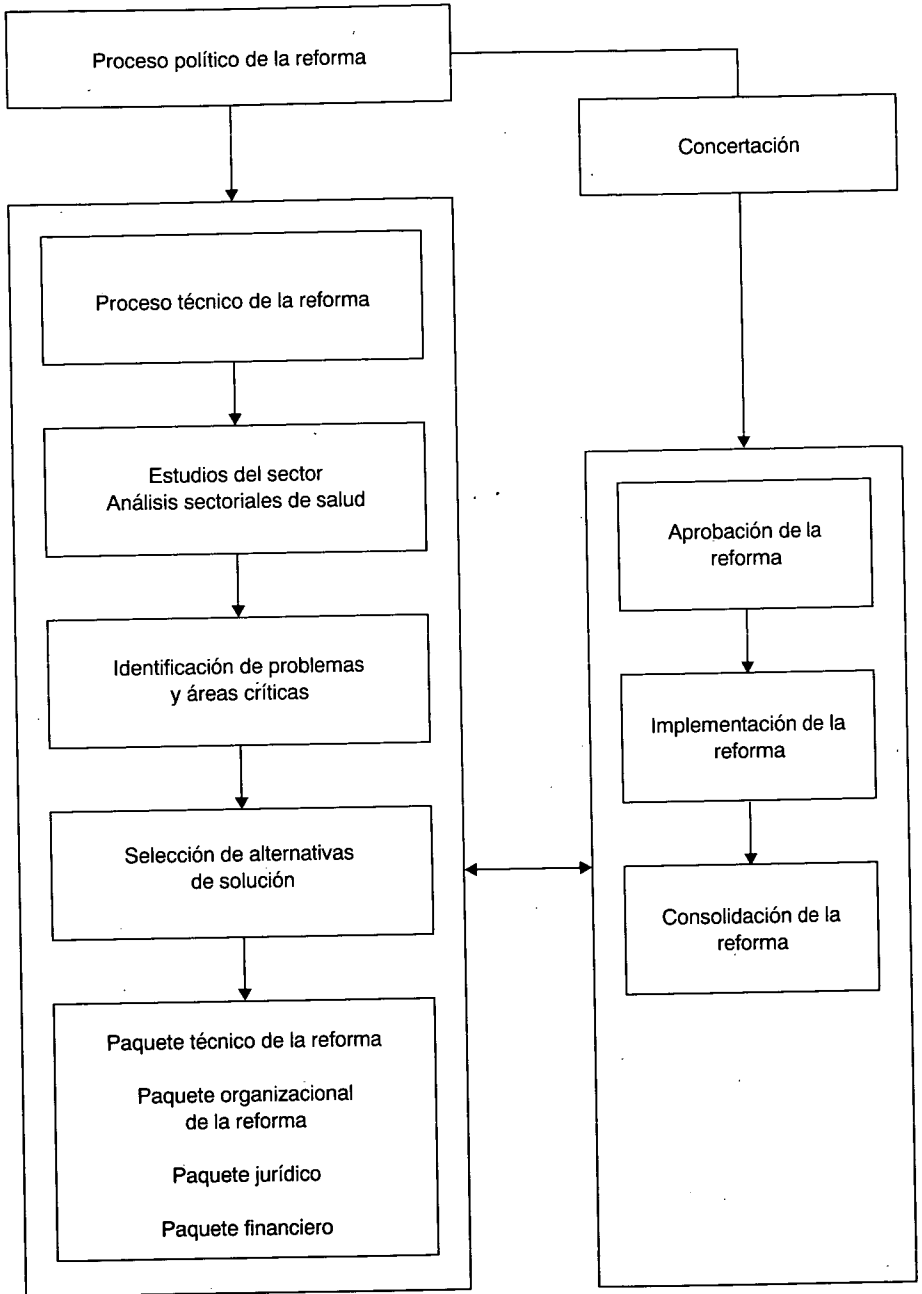 Proceso político de la reforma
Concertación
Proceso técnico de la reforma
Estudios del sector
Análisis sectoriales de salud
Identificación de problemas
y áreas críticas
Selección de alternativas
de solución
Paquete técnico de la reforma
Paquete organizacional
de la reforma
Paquete jurídico
Paquete financiero
Aprobación de la
reforma
Implementación de la
reforma
Consolidación de la
reforma